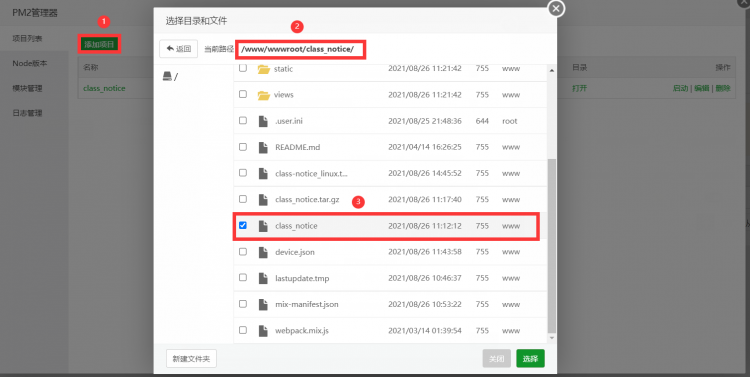 PM2管理器
项目列表
Node版本
模块管理
日志管理
1
添加项目
名称
class_notice
目录
操作
打开
启动 | 编辑 | 删除
选择目录和文件
2
返回
当前路径
/www/wwwroot/class_notice/
/
static 2021/08/26 11:21:42 755 www
views 2021/08/26 11:21:42 755 www
.user.ini 2021/08/25 21:48:36 644 root
README.md 2021/04/14 16:26:25 755 www
class-notice_linux.t... 2021/08/26 14:45:52 755 www
class_notice.tar.gz 2021/08/26 11:17:40 755 www
3
class_notice 2021/08/26 11:12:12 755 www
device.json 2021/08/26 11:43:58 755 www
lastupdate.tmp 2021/08/26 10:46:37 755 www
mix-manifest.json 2021/08/26 10:53:22 755 www
webpack.mix.js 2021/03/14 01:39:54 755 www
新建文件夹
关闭
选择